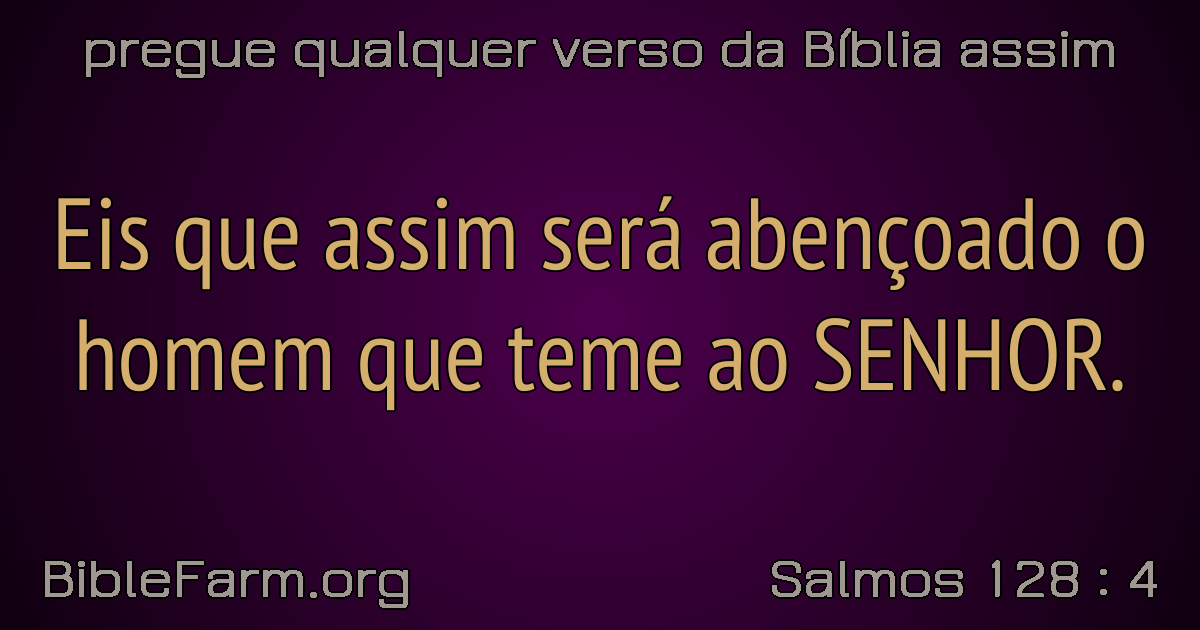 pregue qualquer verso da Bíblia assim
Eis que assim será abençoado o
homem que teme ao SENHOR.
BibleFarm.org
Salmos 128 : 4